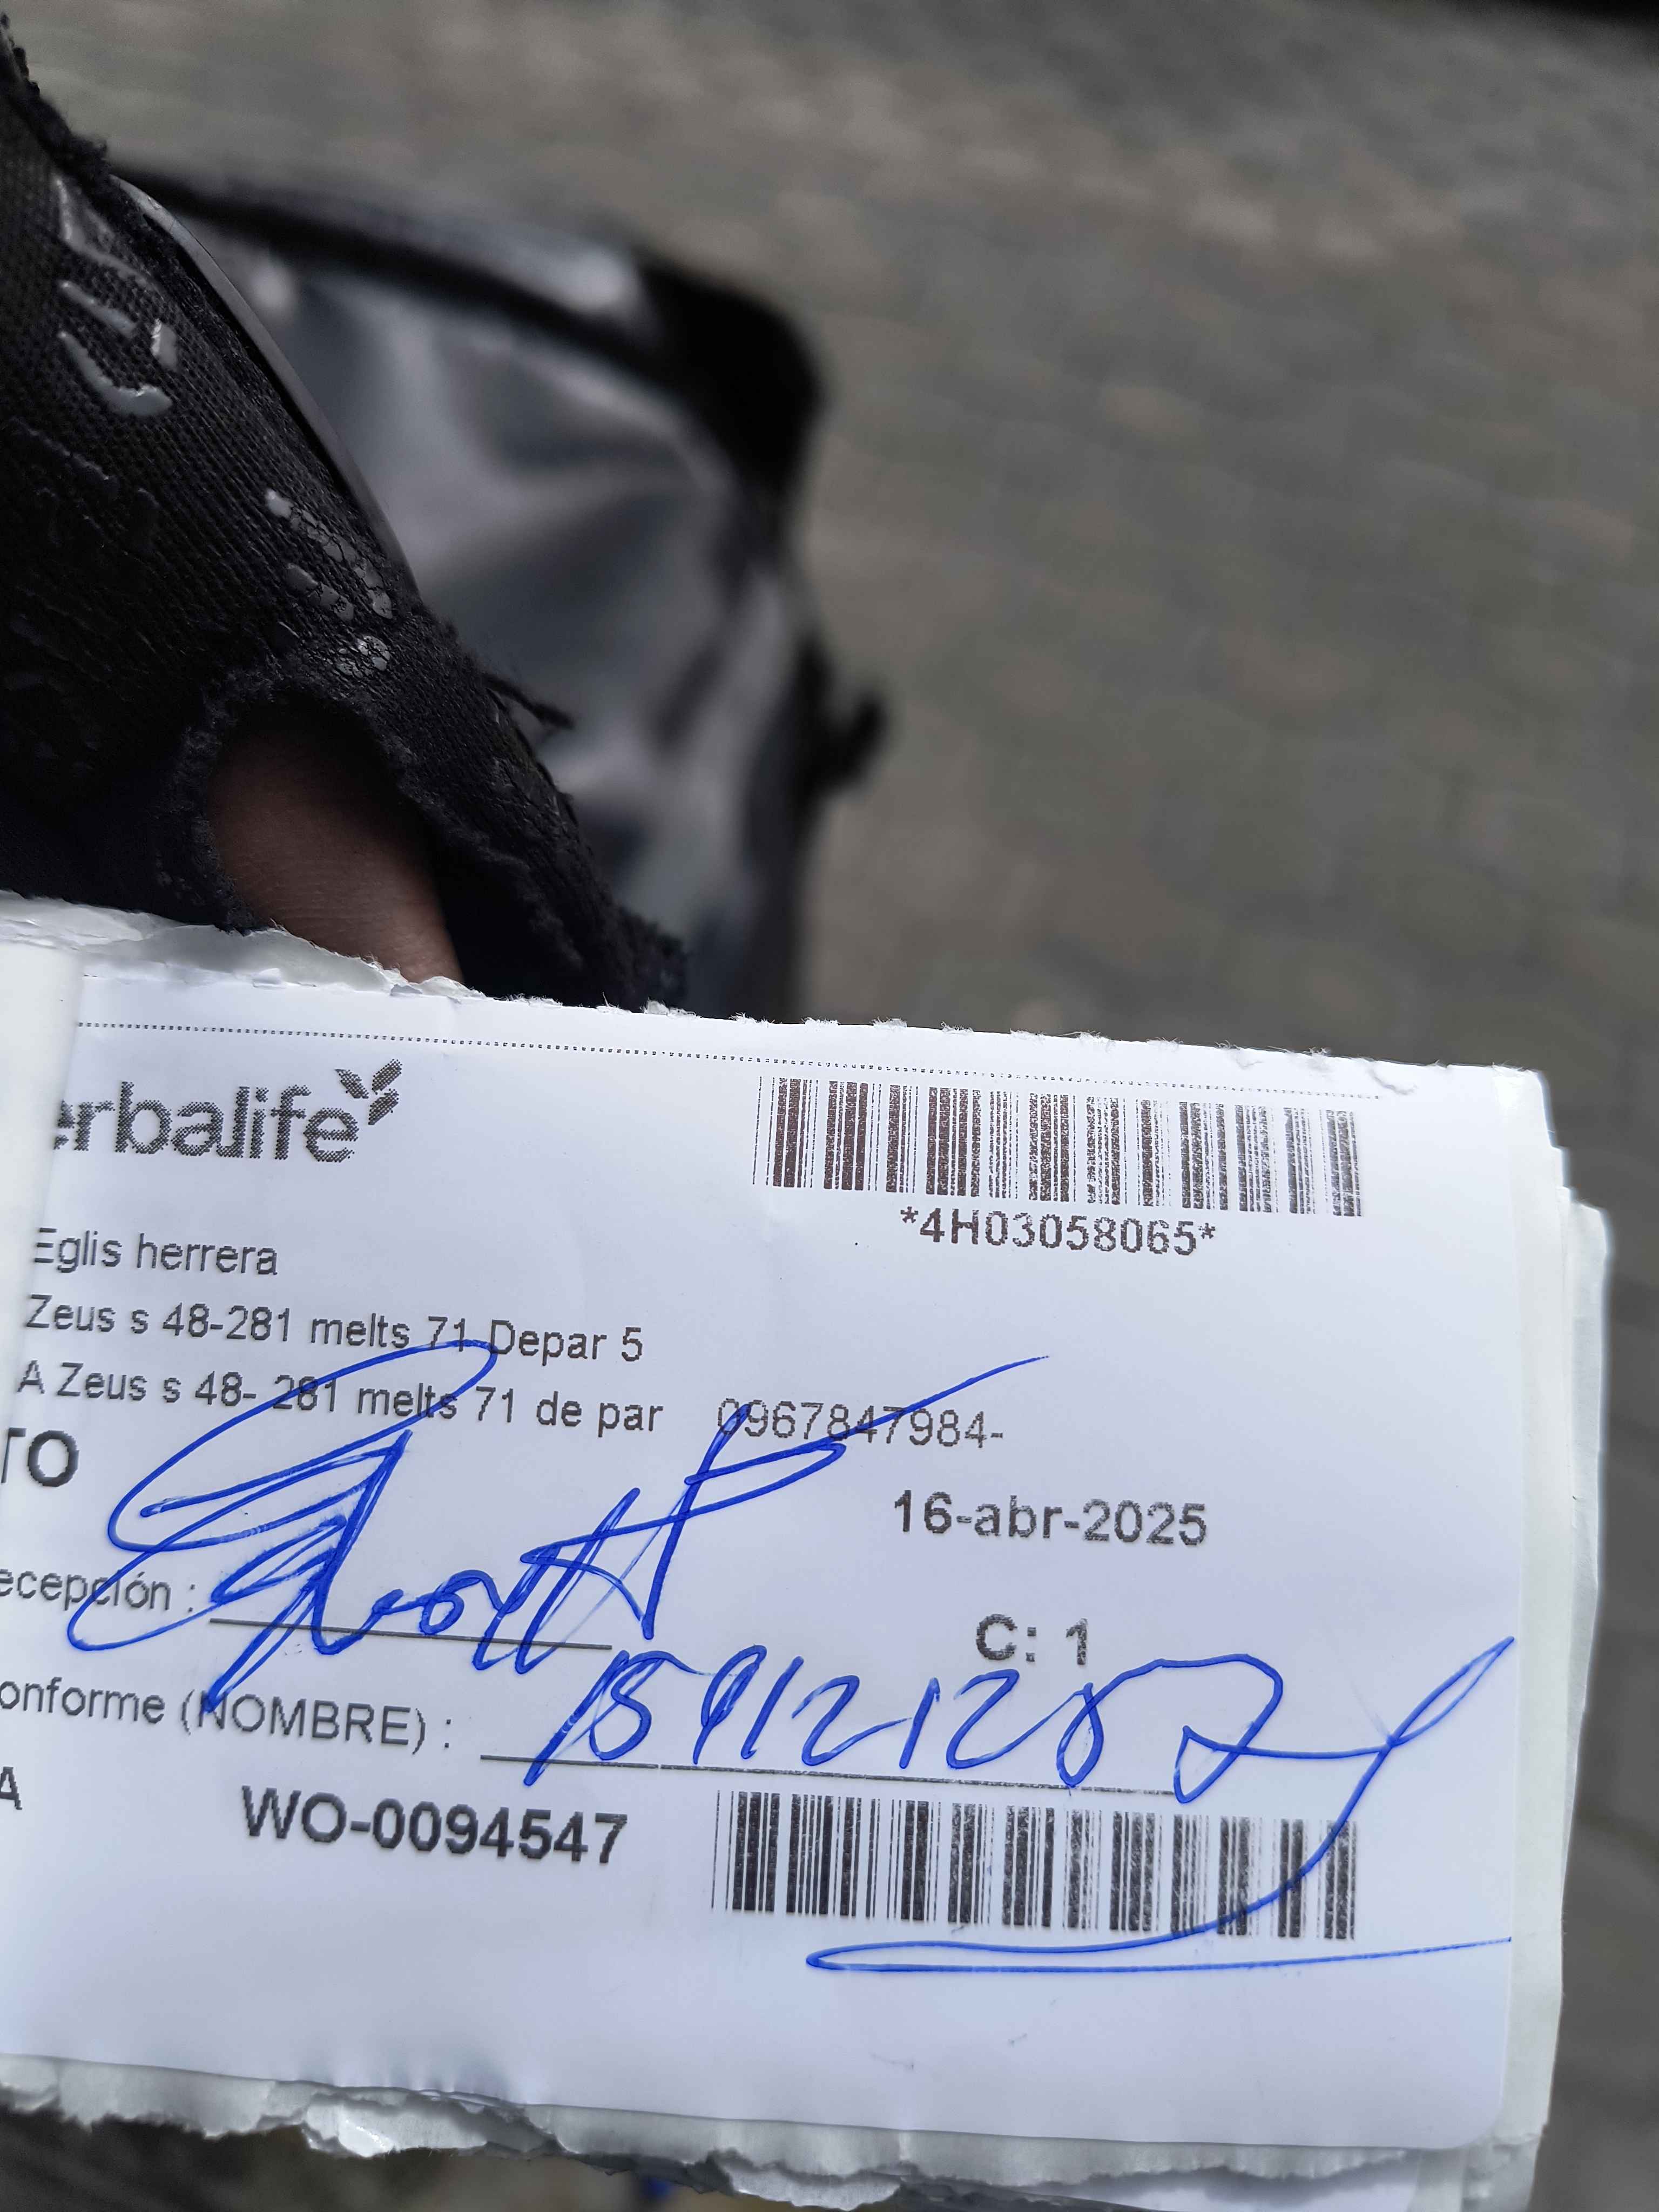 erbalife
*4H03058065*
Eglis herrera
Zeus s 48-281 melts 71 Depar 5
A Zeus s 48- 281 melts 71 de par 0967847984-
TO
16-abr-2025
ecepción :
C: 1
onforme (NOMBRE) :
A
WO-0094547